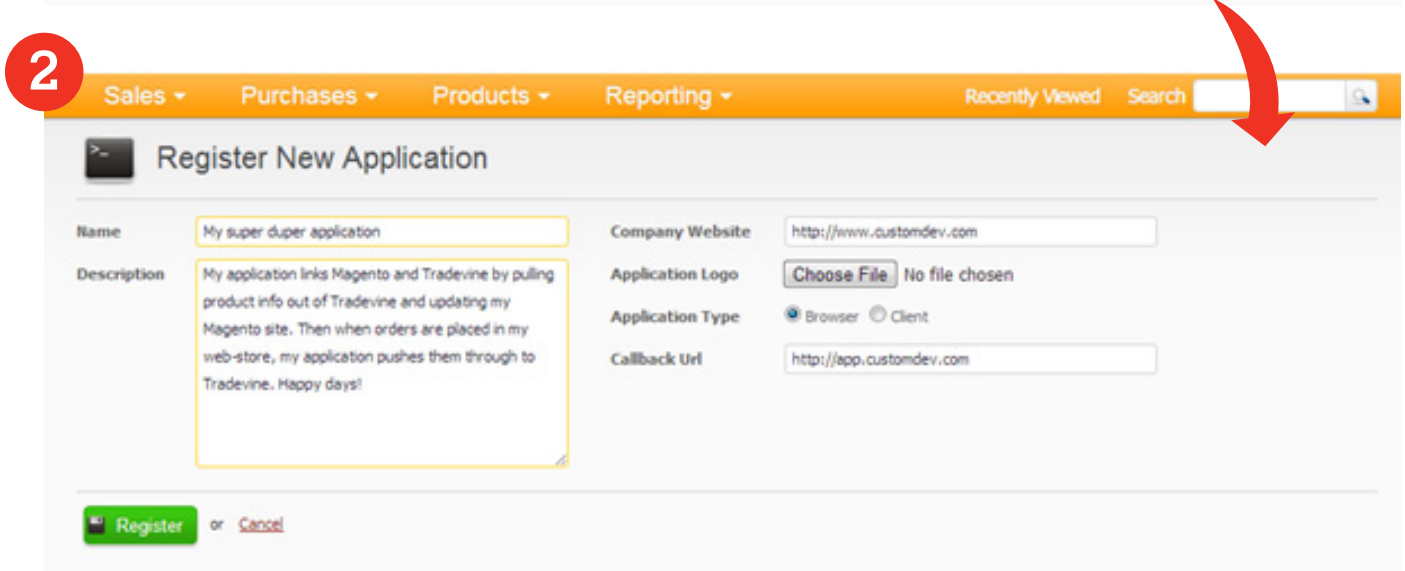 2
Sales Purchases Products Reporting Recently Viewed Search
>_
Register New Application
Name My super duper application
Description My application links Magento and Tradevine by pulling
product info out of Tradevine and updating my
Magento site. Then when orders are placed in my
web-store, my application pushes them through to
Tradevine. Happy days!
Company Website http://www.customdev.com
Application Logo Choose File No file chosen
Application Type Browser Client
Callback Url http://app.customdev.com
Register or Cancel